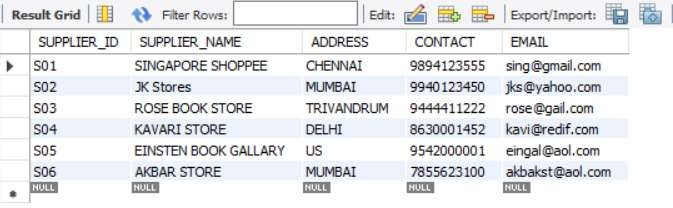 Result Grid Filter Rows: Edit: Export/Import:
SUPPLIER_ID SUPPLIER_NAME ADDRESS CONTACT EMAIL
S01 SINGAPORE SHOPPEE CHENNAI 9894123555 sing@gmail.com
S02 JK Stores MUMBAI 9940123450 jks@yahoo.com
S03 ROSE BOOK STORE TRIVANDRUM 9444411222 rose@gail.com
S04 KAVARI STORE DELHI 8630001452 kavi@redif.com
S05 EINSTEN BOOK GALLARY US 9542000001 eingal@aol.com
S06 AKBAR STORE MUMBAI 7855623100 akbakst@aol.com
NULL NULL NULL NULL NULL